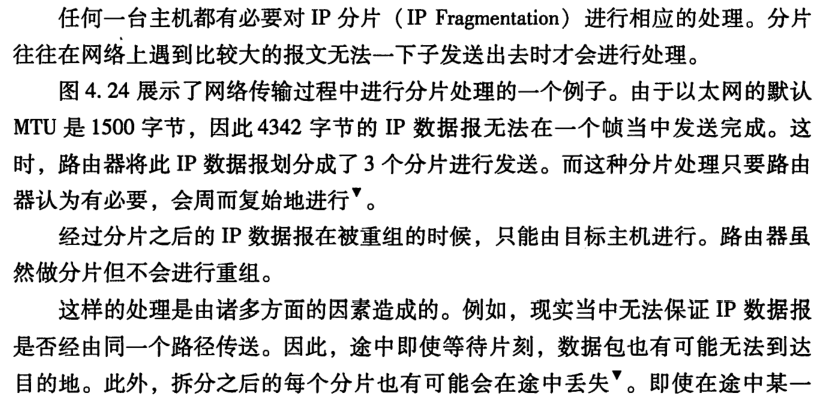 任何一台主机都有必要对 IP 分片（IP Fragmentation）进行相应的处理。分片
往往在网络上遇到比较大的报文无法一下子发送出去时才会进行处理。
图 4.24 展示了网络传输过程中进行分片处理的一个例子。由于以太网的默认
MTU 是 1500 字节，因此 4342 字节的 IP 数据报无法在一个帧当中发送完成。这
时，路由器将此 IP 数据报划分成了 3 个分片进行发送。而这种分片处理只要路由
器认为有必要，会周而复始地进行▼。
经过分片之后的 IP 数据报在被重组的时候，只能由目标主机进行。路由器虽
然做分片但不会进行重组。
这样的处理是由诸多方面的因素造成的。例如，现实当中无法保证 IP 数据报
是否经由同一个路径传送。因此，途中即使等待片刻，数据包也有可能无法到达
目的地。此外，拆分之后的每个分片也有可能会在途中丢失▼。即使在途中某一